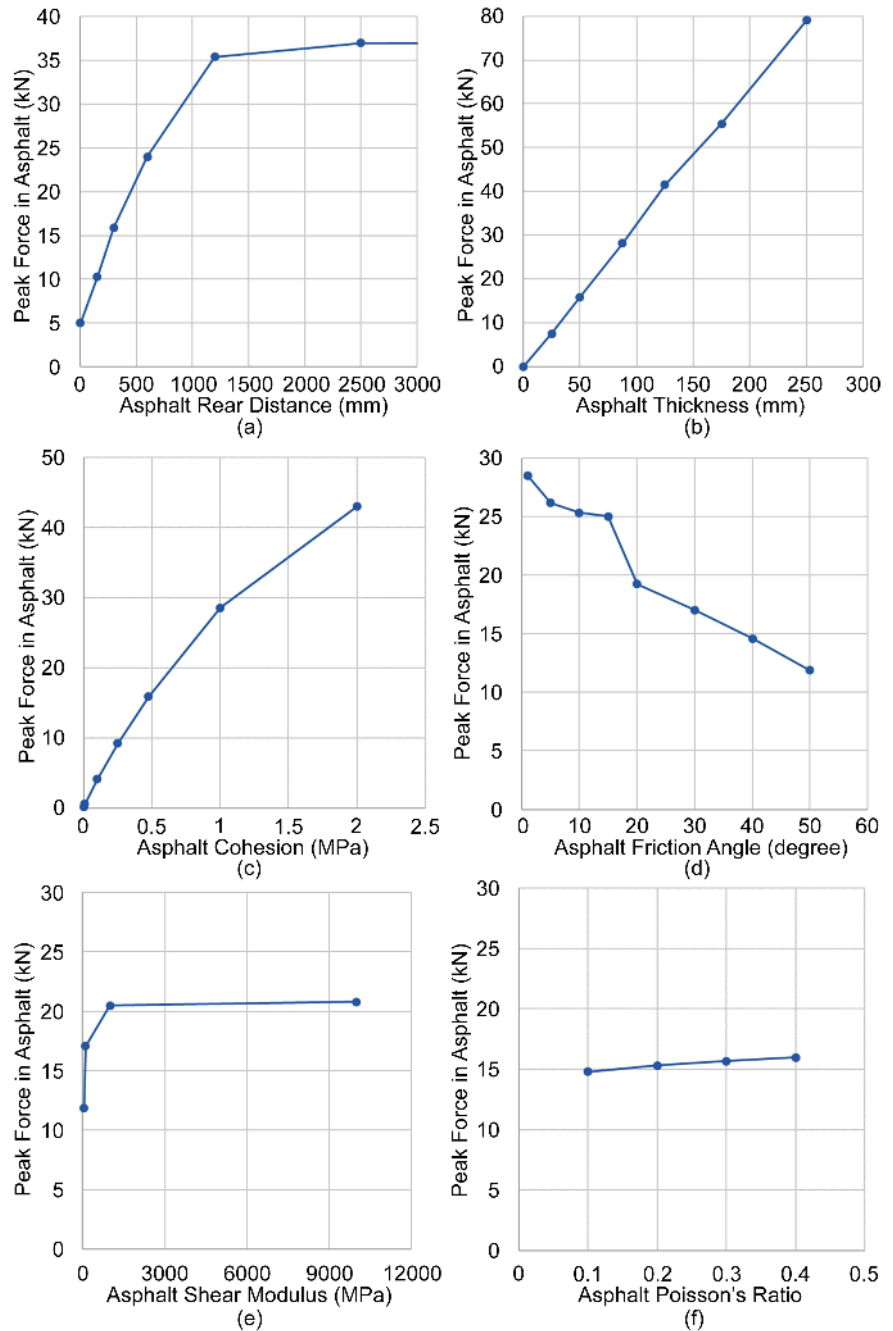 40
35
30
25
20
15
10
5
0
Peak Force in Asphalt (kN)
0 500 1000 1500 2000 2500 3000
Asphalt Rear Distance (mm)
(a)
80
70
60
50
40
30
20
10
0
Peak Force in Asphalt (kN)
0 50 100 150 200 250 300
Asphalt Thickness (mm)
(b)
50
40
30
20
10
0
Peak Force in Asphalt (kN)
0 0.5 1 1.5 2 2.5
Asphalt Cohesion (MPa)
(c)
30
25
20
15
10
5
0
Peak Force in Asphalt (kN)
0 10 20 30 40 50 60
Asphalt Friction Angle (degree)
(d)
30
25
20
15
10
5
0
Peak Force in Asphalt (kN)
0 3000 6000 9000 12000
Asphalt Shear Modulus (MPa)
(e)
30
25
20
15
10
5
0
Peak Force in Asphalt (kN)
0 0.1 0.2 0.3 0.4 0.5
Asphalt Poisson's Ratio
(f)